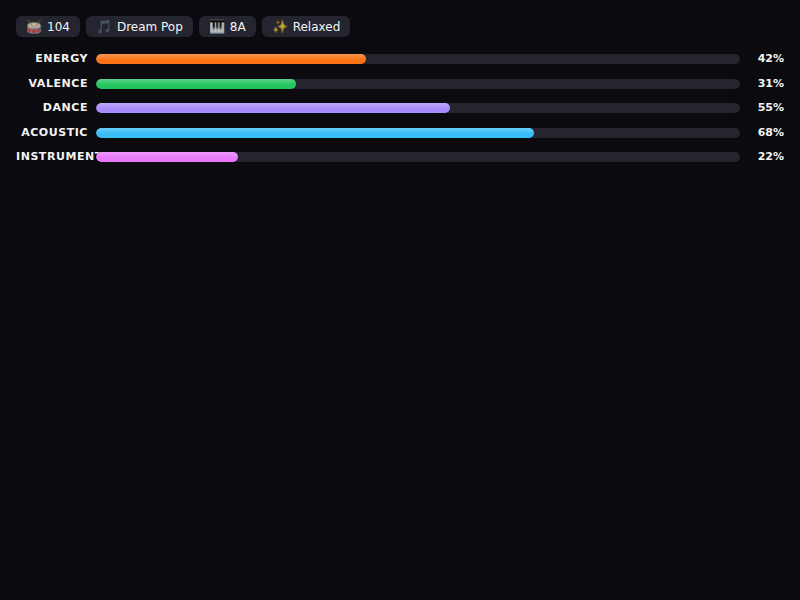 🥁 104 🎵 Dream Pop 🎹 8A ✨ Relaxed
ENERGY 42%
VALENCE 31%
DANCE 55%
ACOUSTIC 68%
INSTRUMENT 22%